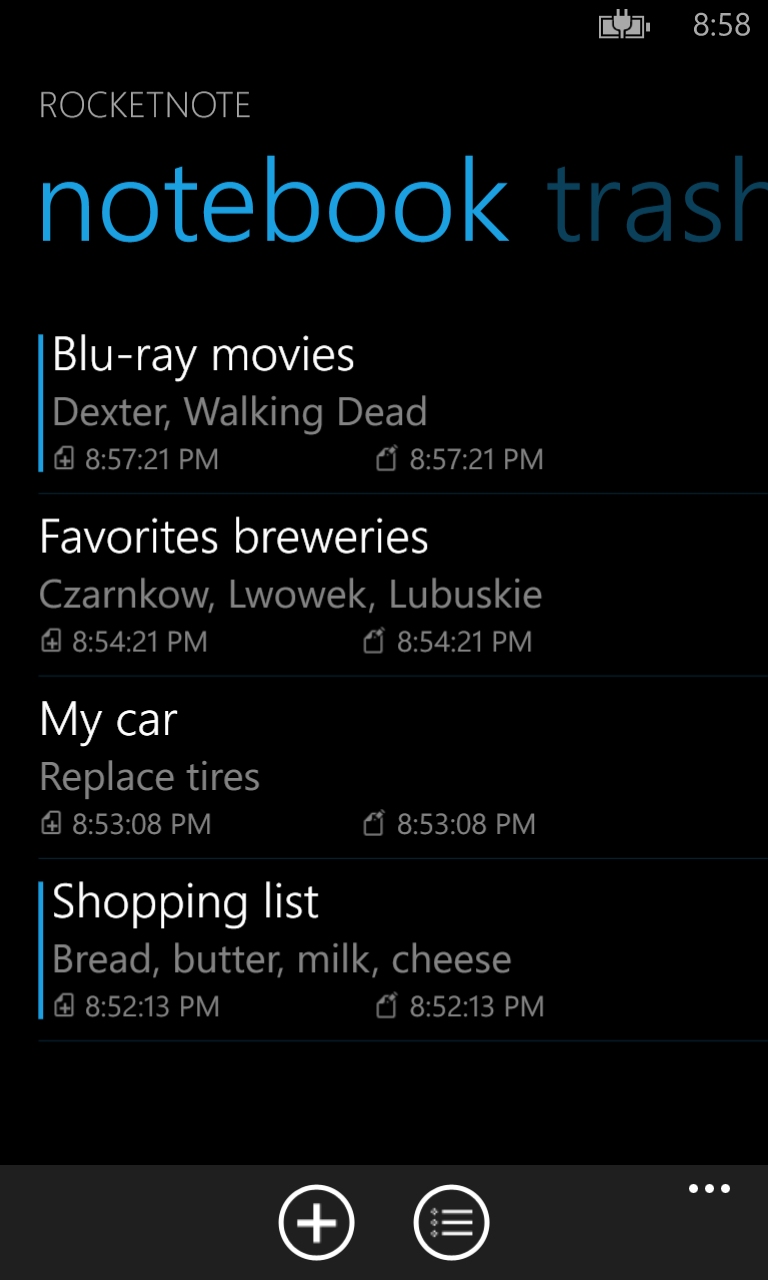 8:58
ROCKETNOTE
notebook trash
Blu-ray movies
Dexter, Walking Dead
8:57:21 PM 8:57:21 PM
Favorites breweries
Czarnkow, Lwowek, Lubuskie
8:54:21 PM 8:54:21 PM
My car
Replace tires
8:53:08 PM 8:53:08 PM
Shopping list
Bread, butter, milk, cheese
8:52:13 PM 8:52:13 PM